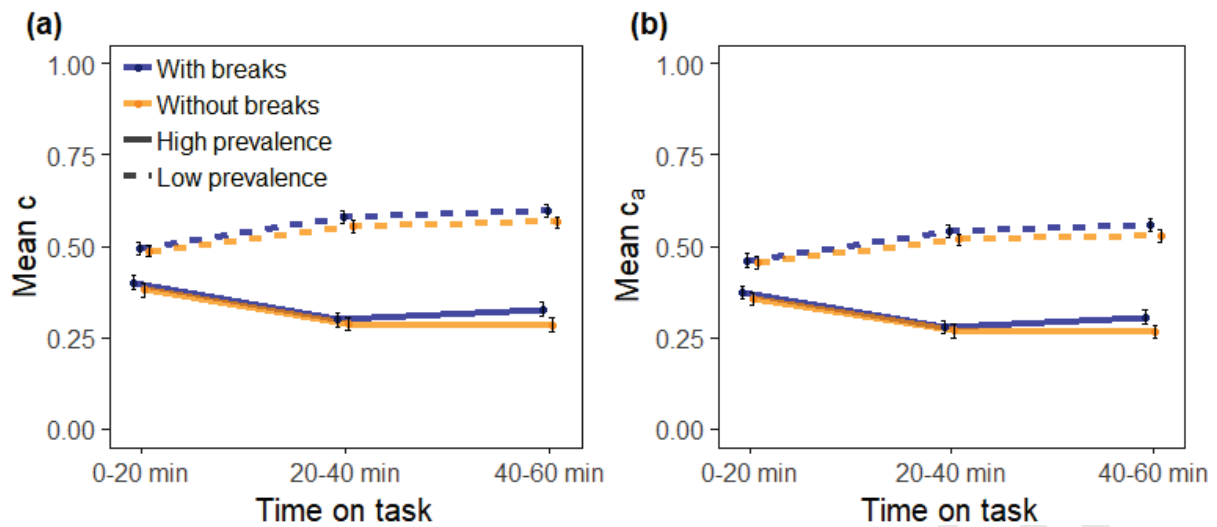 (a)
1.00
0.75
0.50
0.25
0.00
Mean c
With breaks
Without breaks
High prevalence
Low prevalence
0-20 min
20-40 min
40-60 min
Time on task
(b)
1.00
0.75
0.50
0.25
0.00
Mean cₐ
0-20 min
20-40 min
40-60 min
Time on task